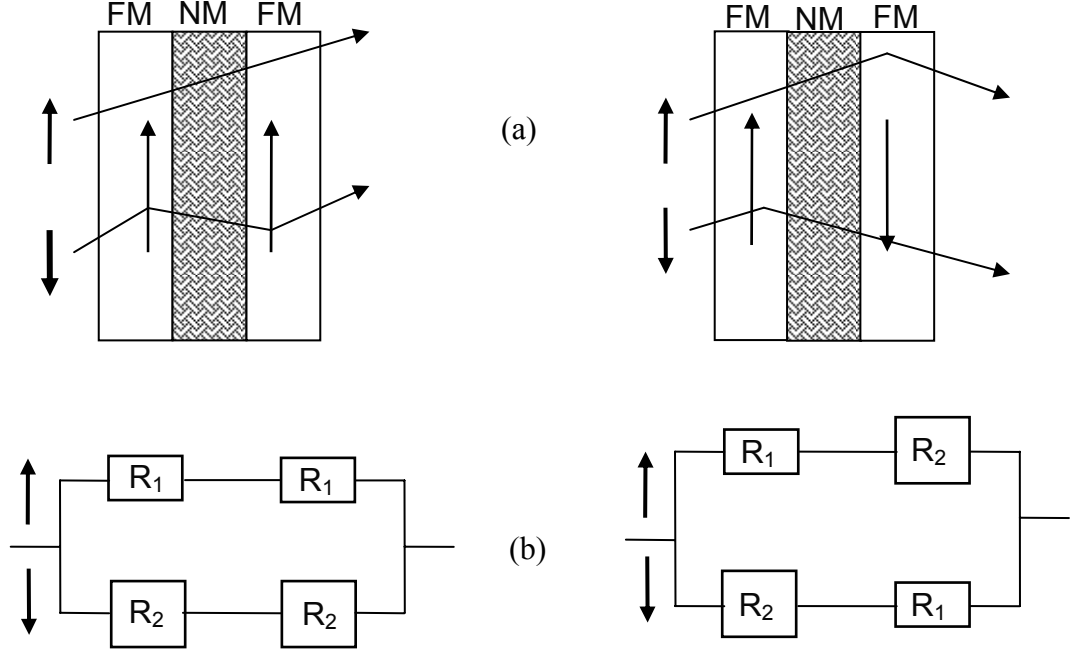 FM NM FM
FM NM FM
(a)
R₁ R₁
R₂ R₂
(b)
R₁ R₂
R₂ R₁